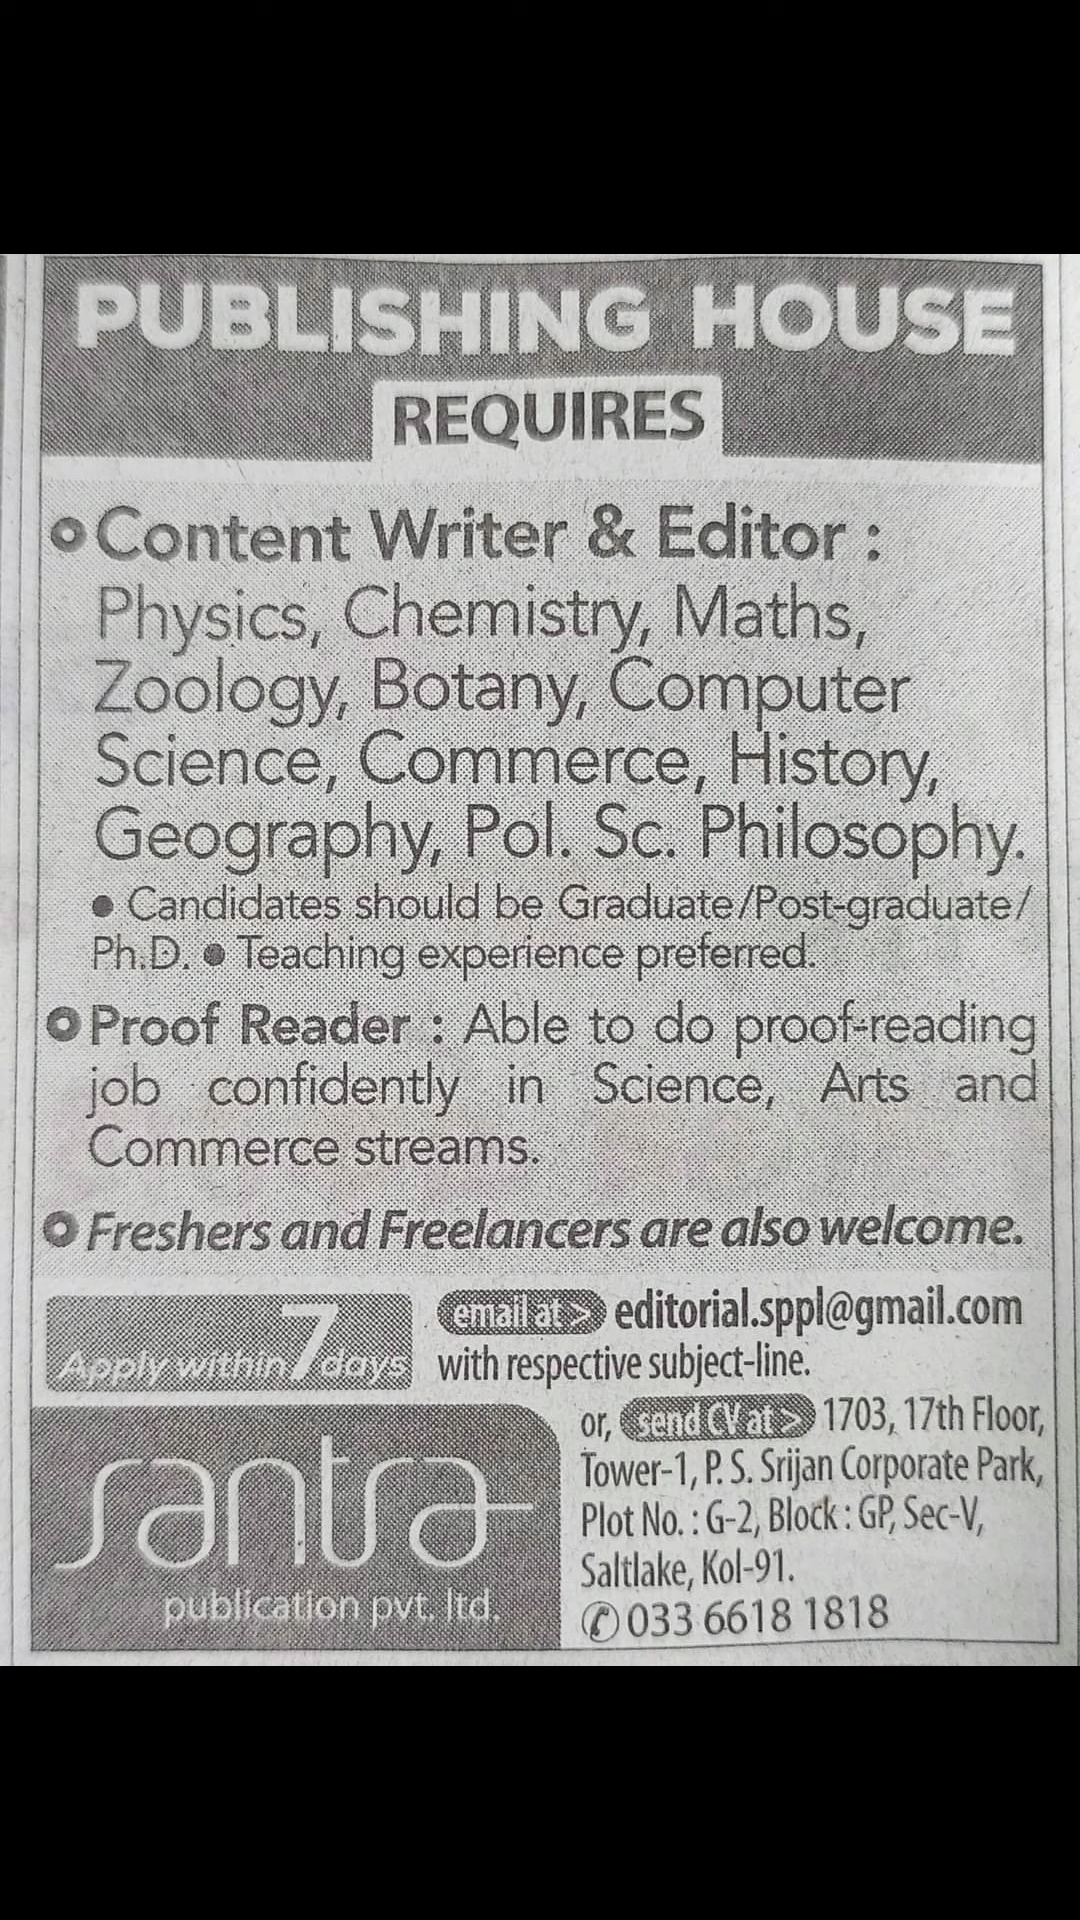 PUBLISHING HOUSE
REQUIRES
Content Writer & Editor :
Physics, Chemistry, Maths,
Zoology, Botany, Computer
Science, Commerce, History,
Geography, Pol. Sc. Philosophy.
• Candidates should be Graduate/Post-graduate/
Ph.D. • Teaching experience preferred.
Proof Reader : Able to do proof-reading
job confidently in Science, Arts and
Commerce streams.
Freshers and Freelancers are also welcome.
Apply within 7 days
email at > editorial.sppl@gmail.com
with respective subject-line.
or, send CV at > 1703, 17th Floor,
Tower-1, P. S. Srijan Corporate Park,
Plot No. : G-2, Block : GP, Sec-V,
Saltlake, Kol-91.
✆ 033 6618 1818
santra
publication pvt. ltd.